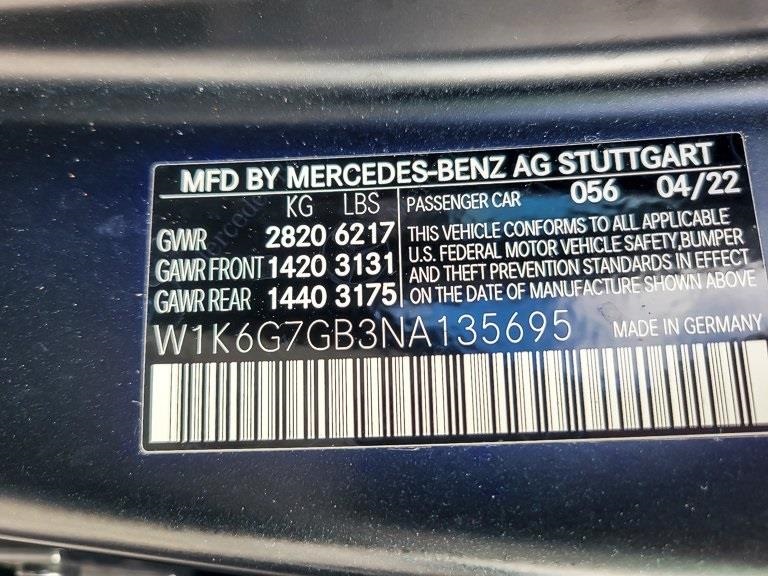 MFD BY MERCEDES-BENZ AG STUTTGART
KG LBS
GVWR 2820 6217
GAWR FRONT 1420 3131
GAWR REAR 1440 3175
PASSENGER CAR 056 04/22
THIS VEHICLE CONFORMS TO ALL APPLICABLE
U.S. FEDERAL MOTOR VEHICLE SAFETY,BUMPER
AND THEFT PREVENTION STANDARDS IN EFFECT
ON THE DATE OF MANUFACTURE SHOWN ABOVE
W1K6G7GB3NA135695 MADE IN GERMANY